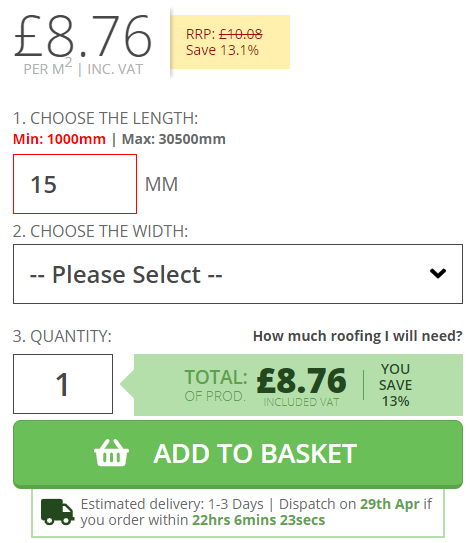 £8.76
RRP: £10.08
Save 13.1%
PER M2 | INC. VAT
1. CHOOSE THE LENGTH:
Min: 1000mm | Max: 30500mm
15 MM
2. CHOOSE THE WIDTH:
-- Please Select --
3. QUANTITY: How much roofing I will need?
1
TOTAL: £8.76
OF PROD. INCLUDED VAT
YOU
SAVE
13%
ADD TO BASKET
Estimated delivery: 1-3 Days | Dispatch on 29th Apr if
you order within 22hrs 6mins 23secs